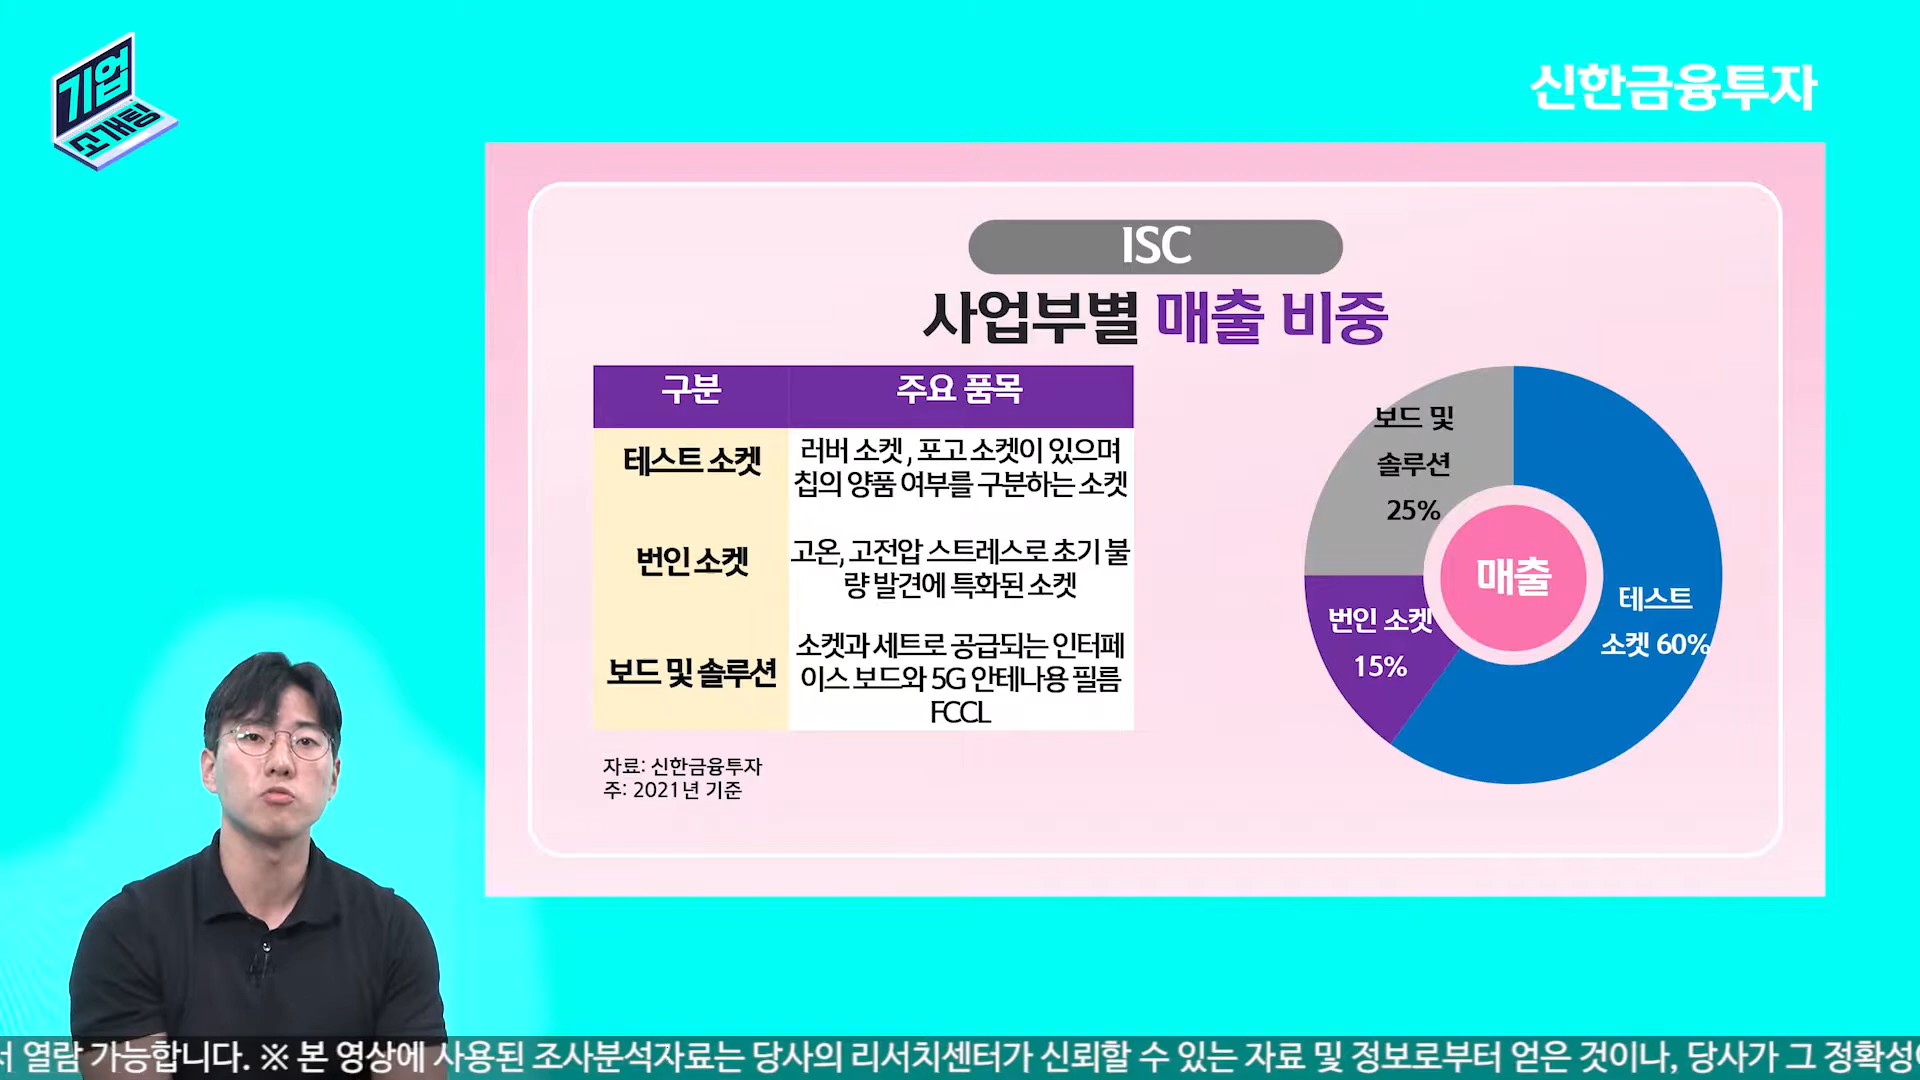 기업
소개팅
신한금융투자
ISC
사업부별 매출 비중
구분
주요 품목
테스트 소켓
러버 소켓, 포고 소켓이 있으며
칩의 양품 여부를 구분하는 소켓
번인 소켓
고온, 고전압 스트레스로 초기 불
량 발견에 특화된 소켓
보드 및 솔루션
소켓과 세트로 공급되는 인터페
이스 보드와 5G 안테나용 필름
FCCL
자료: 신한금융투자
주: 2021년 기준
보드 및
솔루션
25%
번인 소켓
15%
매출
테스트
소켓 60%
열람 가능합니다. ※ 본 영상에 사용된 조사분석자료는 당사의 리서치센터가 신뢰할 수 있는 자료 및 정보로부터 얻은 것이나, 당사가 그 정확성